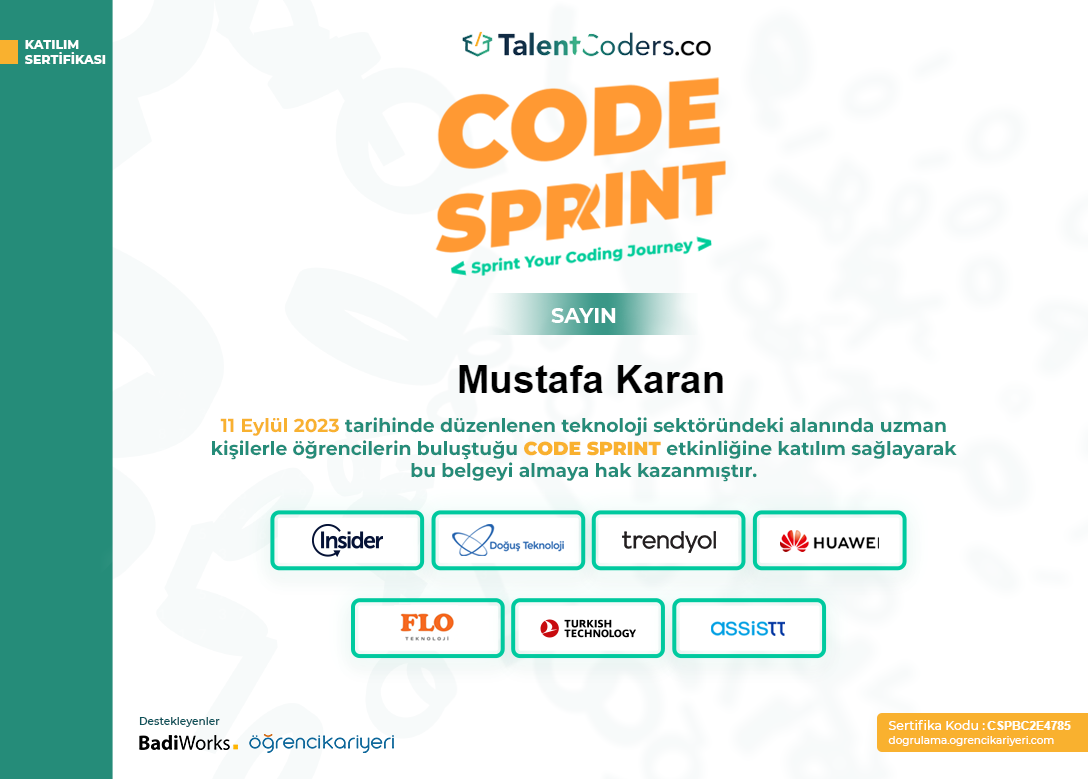 KATILIM
SERTİFİKASI
TalentCoders.co
CODE
SPRINT
< Sprint Your Coding Journey >
SAYIN
Mustafa Karan
11 Eylül 2023 tarihinde düzenlenen teknoloji sektöründeki alanında uzman
kişilerle öğrencilerin buluştuğu CODE SPRINT etkinliğine katılım sağlayarak
bu belgeyi almaya hak kazanmıştır.
Insider
Doğuş Teknoloji
trendyol
HUAWEI
FLO
TEKNOLOJİ
TURKISH
TECHNOLOGY
assisTT
Destekleyenler
BadiWorks.
öğrencikariyeri
Sertifika Kodu : CSPBC2E4785
dogrulama.ogrencikariyeri.com